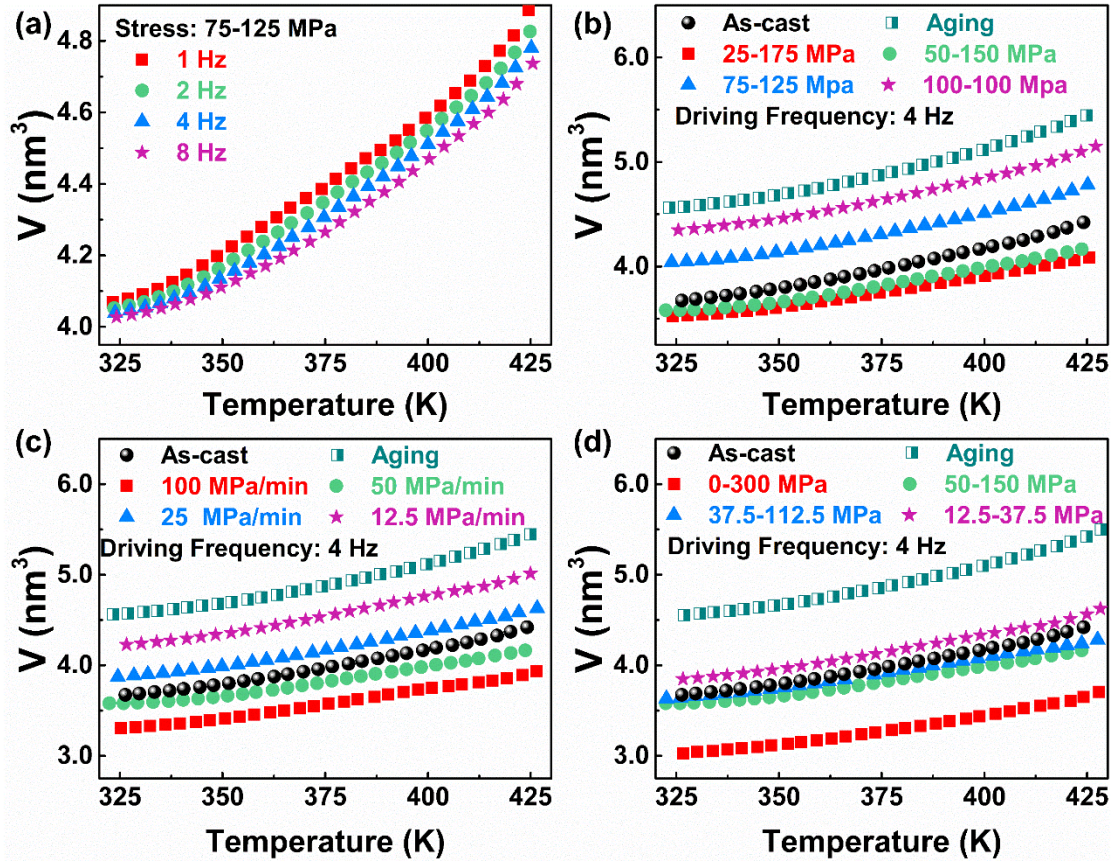 (a)
Stress: 75-125 MPa
1 Hz
2 Hz
4 Hz
8 Hz
4.8
4.6
4.4
4.2
4.0
V (nm³)
325 350 375 400 425
Temperature (K)
(b)
As-cast Aging
25-175 MPa 50-150 MPa
75-125 Mpa 100-100 Mpa
Driving Frequency: 4 Hz
6.0
5.0
4.0
V (nm³)
325 350 375 400 425
Temperature (K)
(c)
As-cast Aging
100 MPa/min 50 MPa/min
25 MPa/min 12.5 MPa/min
Driving Frequency: 4 Hz
6.0
5.0
4.0
3.0
V (nm³)
325 350 375 400 425
Temperature (K)
(d)
As-cast Aging
0-300 MPa 50-150 MPa
37.5-112.5 MPa 12.5-37.5 MPa
Driving Frequency: 4 Hz
6.0
5.0
4.0
3.0
V (nm³)
325 350 375 400 425
Temperature (K)